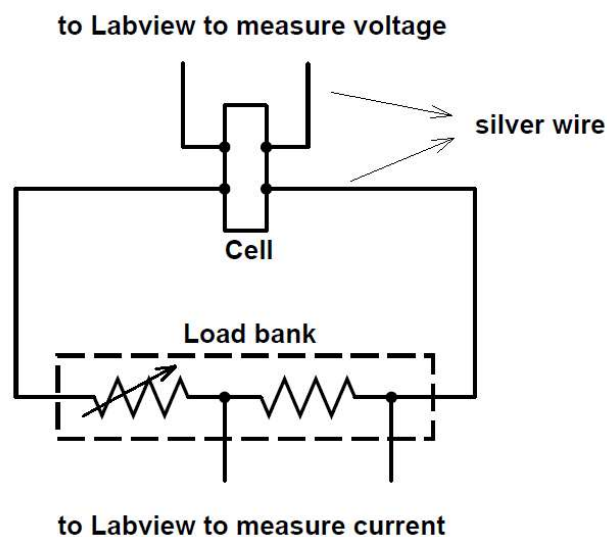 to Labview to measure voltage
silver wire
Cell
Load bank
to Labview to measure current